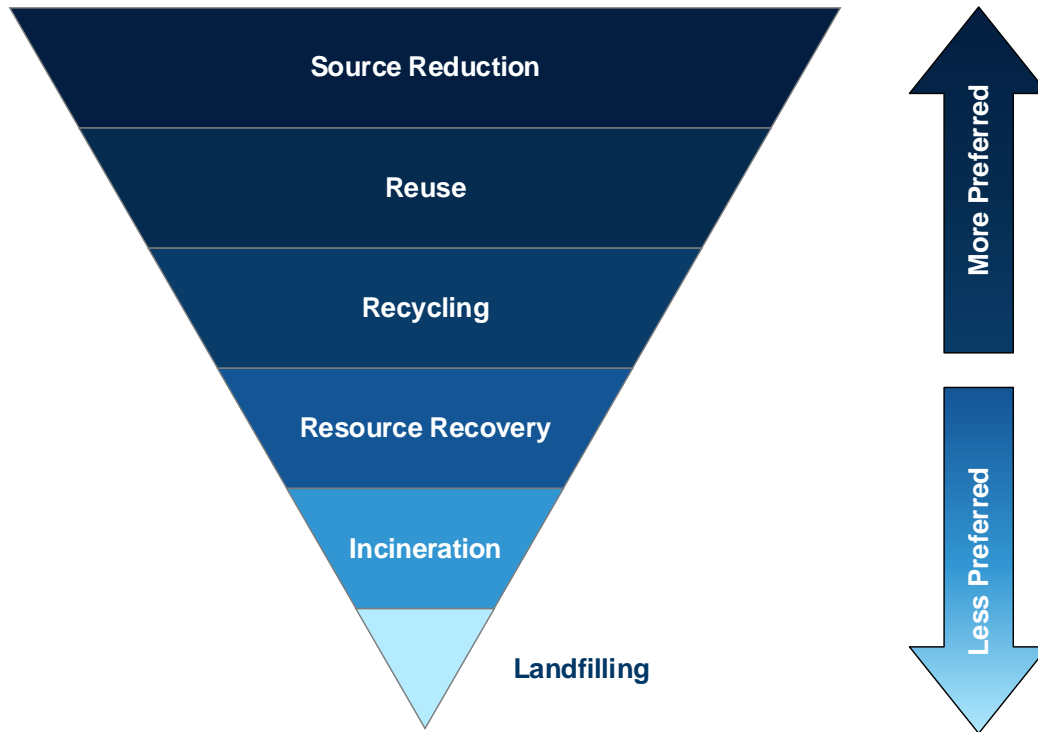 Source Reduction
Reuse
Recycling
Resource Recovery
Incineration
Landfilling
More Preferred
Less Preferred